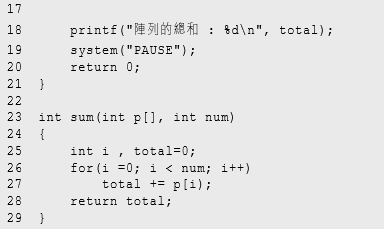 17
18      printf("陣列的總和 : %d\n", total);
19      system("PAUSE");
20      return 0;
21  }
22
23  int sum(int p[], int num)
24  {
25      int i , total=0;
26      for(i =0; i < num; i++)
27          total += p[i);
28      return total;
29  }